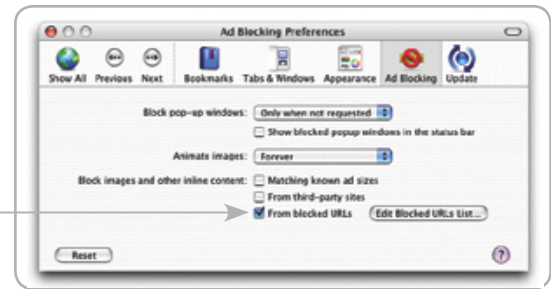 Ad Blocking Preferences
Show All Previous Next Bookmarks Tabs & Windows Appearance Ad Blocking Update
Block pop-up windows: Only when not requested
Show blocked popup windows in the status bar
Animate images: Forever
Block images and other inline content: Matching known ad sizes
From third-party sites
From blocked URLs Edit Blocked URLs List...
Reset ?